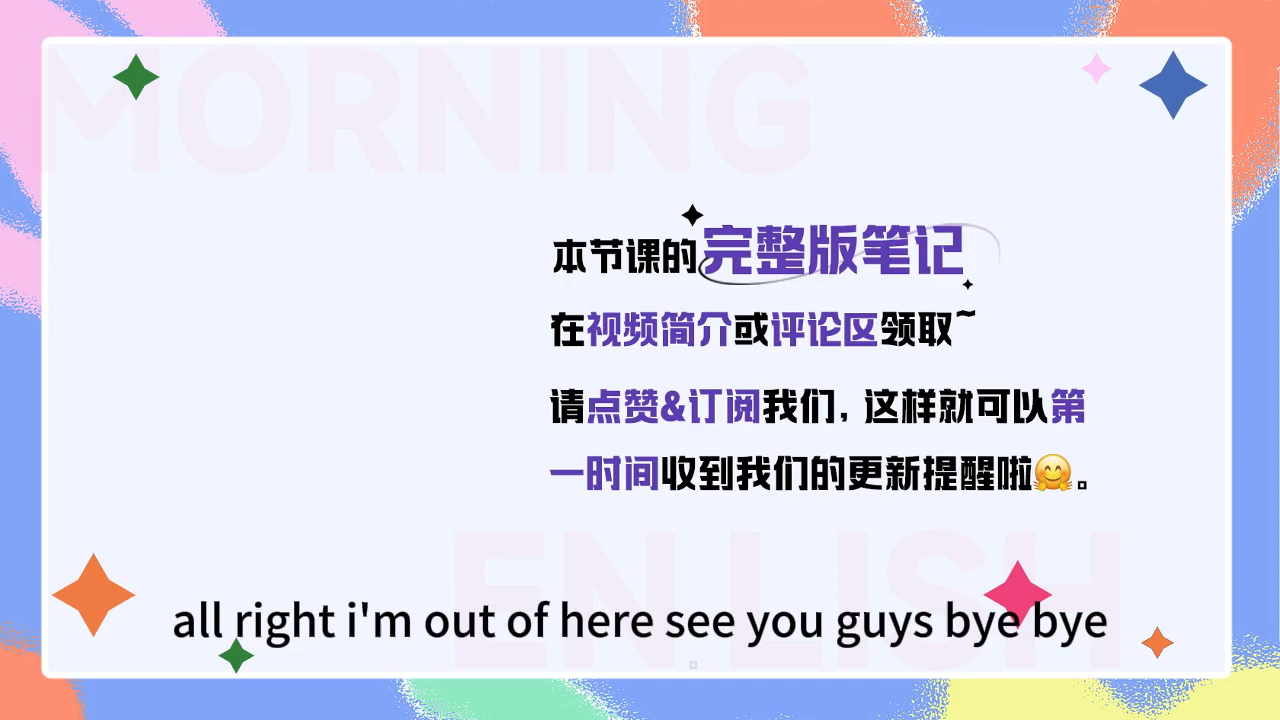 MORNING
本节课的完整版笔记
在视频简介或评论区领取~
请点赞&订阅我们，这样就可以第
一时间收到我们的更新提醒啦🤗。
EN LISH
all right i'm out of here see you guys bye bye